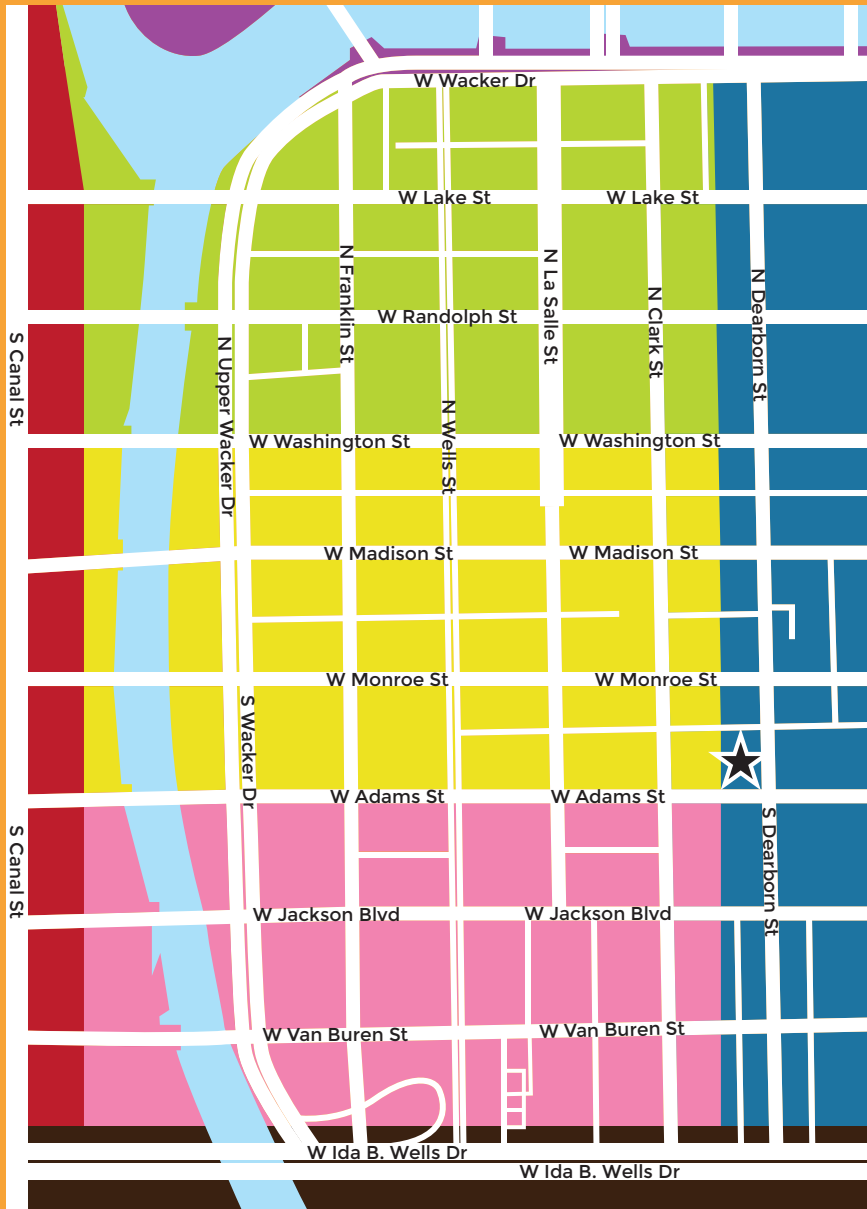 W Wacker Dr
W Lake St
W Lake St
N Franklin St
N La Salle St
N Clark St
N Dearborn St
W Randolph St
S Canal St
N Upper Wacker Dr
N Wells St
W Washington St
W Washington St
W Madison St
W Madison St
W Monroe St
W Monroe St
S Wacker Dr
W Adams St
W Adams St
S Canal St
S Dearborn St
W Jackson Blvd
W Jackson Blvd
W Van Buren St
W Van Buren St
W Ida B. Wells Dr
W Ida B. Wells Dr